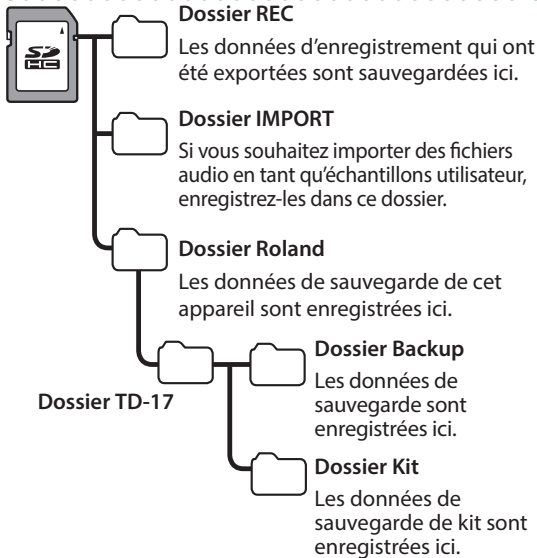 SD
HC
Dossier REC
Les données d'enregistrement qui ont
été exportées sont sauvegardées ici.
Dossier IMPORT
Si vous souhaitez importer des fichiers
audio en tant qu'échantillons utilisateur,
enregistrez-les dans ce dossier.
Dossier Roland
Les données de sauvegarde de cet
appareil sont enregistrées ici.
Dossier TD-17
Dossier Backup
Les données de
sauvegarde sont
enregistrées ici.
Dossier Kit
Les données de
sauvegarde de kit sont
enregistrées ici.